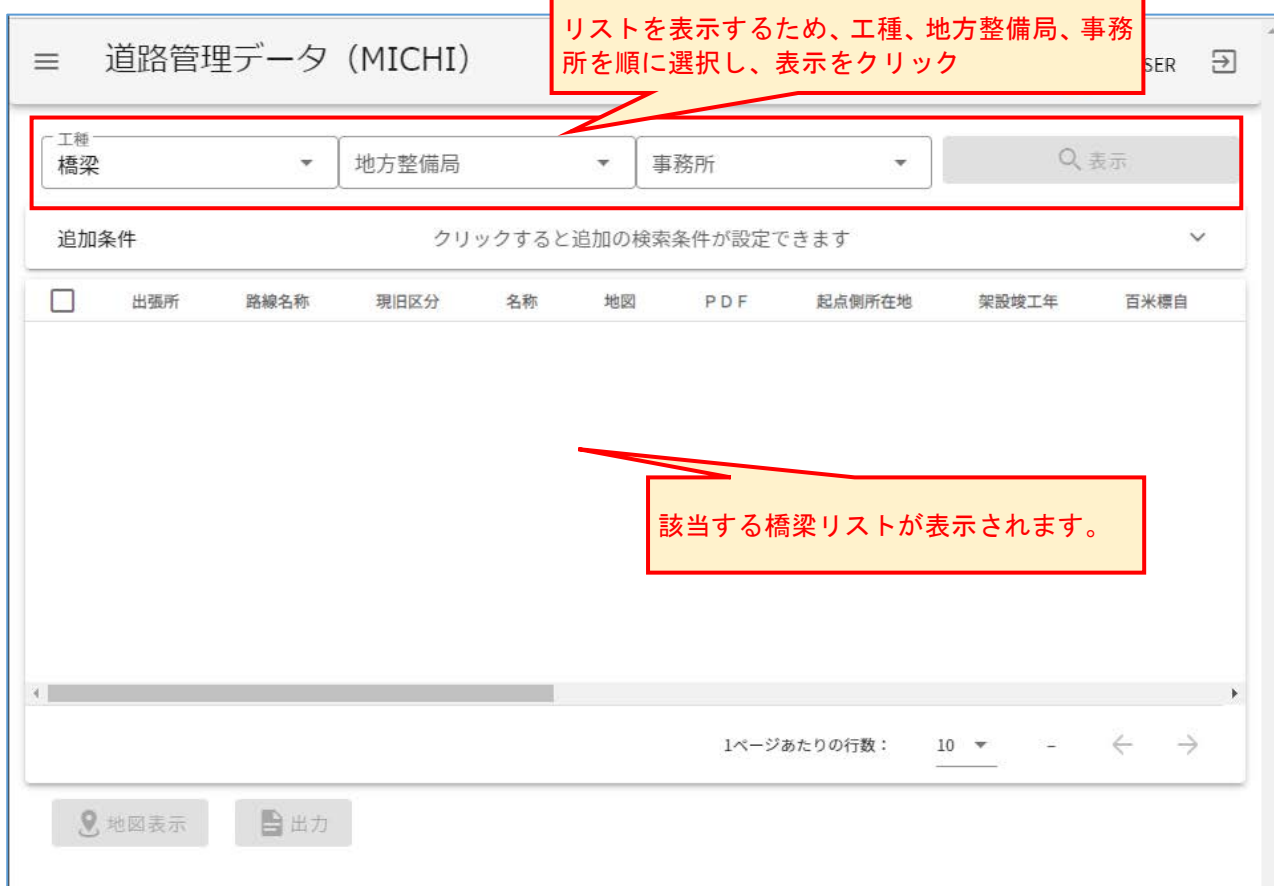 リストを表示するため、工種、地方整備局、事務
所を順に選択し、表示をクリック
道路管理データ（MICHI）
SER
工種
橋梁
地方整備局
事務所
表示
追加条件
クリックすると追加の検索条件が設定できます
出張所 路線名称 現旧区分 名称 地図 ＰＤＦ 起点側所在地 架設竣工年 百米標自
該当する橋梁リストが表示されます。
1ページあたりの行数： 10 –
地図表示 出力